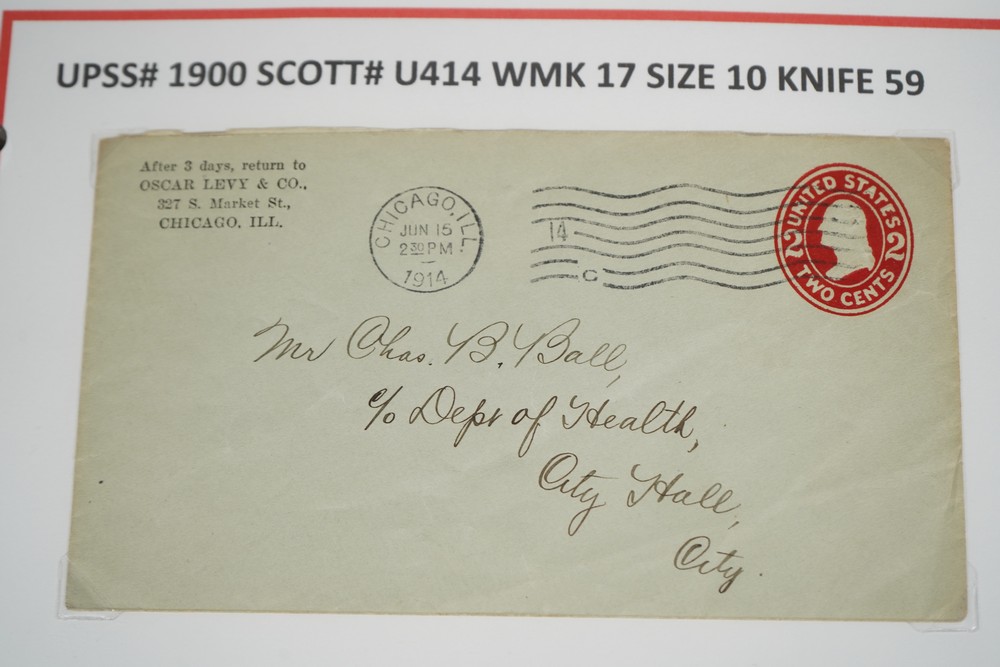 UPSS# 1900 SCOTT# U414 WMK 17 SIZE 10 KNIFE 59
After 3 days, return to
OSCAR LEVY & CO.,
327 S. Market St.,
CHICAGO, ILL.
CHICAGO, ILL.
JUN 15
2 30 PM
1914
14
C
UNITED STATES
2 2
TWO CENTS
Mr Chas. B. Ball,
c/o Dept of Health,
City Hall,
City.